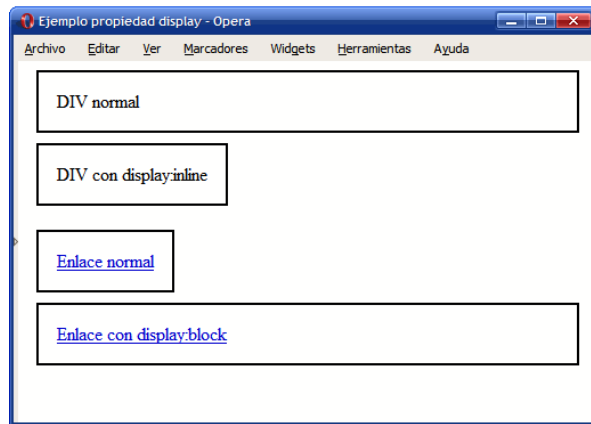 Ejemplo propiedad display - Opera
Archivo Editar Ver Marcadores Widgets Herramientas Ayuda
DIV normal
DIV con display:inline
Enlace normal
Enlace con display:block